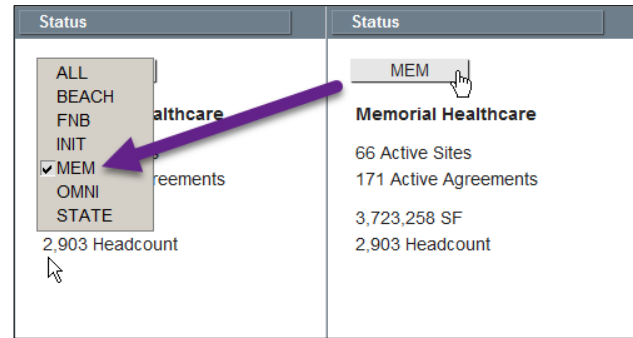 Status
ALL
BEACH
FNB
INIT
MEM
OMNI
STATE
althcare
reements
2,903 Headcount
Status
MEM
Memorial Healthcare
66 Active Sites
171 Active Agreements
3,723,258 SF
2,903 Headcount